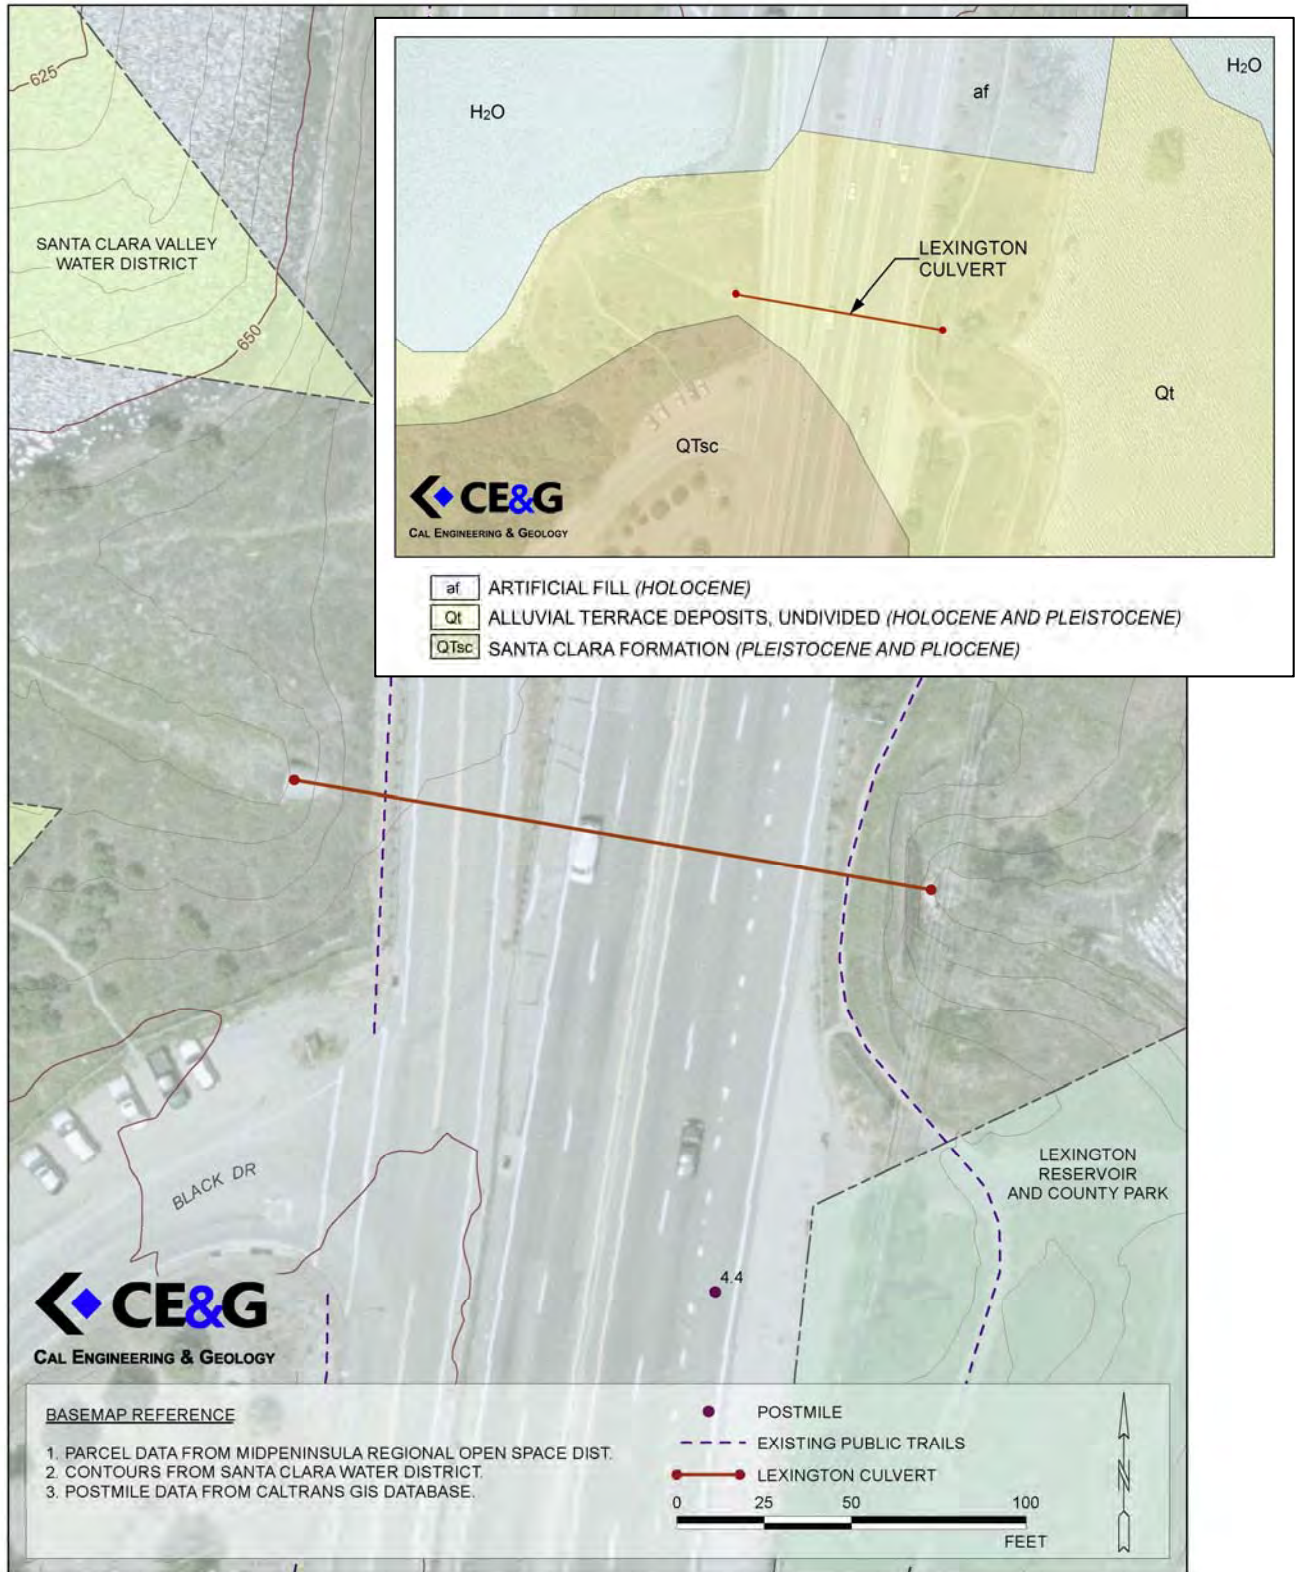 625
SANTA CLARA VALLEY
WATER DISTRICT
650
H₂O
af
H₂O
LEXINGTON
CULVERT
Qt
QTsc
CE&G
CAL ENGINEERING & GEOLOGY
af ARTIFICIAL FILL (HOLOCENE)
Qt ALLUVIAL TERRACE DEPOSITS, UNDIVIDED (HOLOCENE AND PLEISTOCENE)
QTsc SANTA CLARA FORMATION (PLEISTOCENE AND PLIOCENE)
BLACK DR
LEXINGTON
RESERVOIR
AND COUNTY PARK
4.4
CE&G
CAL ENGINEERING & GEOLOGY
BASEMAP REFERENCE
1. PARCEL DATA FROM MIDPENINSULA REGIONAL OPEN SPACE DIST.
2. CONTOURS FROM SANTA CLARA WATER DISTRICT.
3. POSTMILE DATA FROM CALTRANS GIS DATABASE.
POSTMILE
EXISTING PUBLIC TRAILS
LEXINGTON CULVERT
0 25 50 100
FEET
N